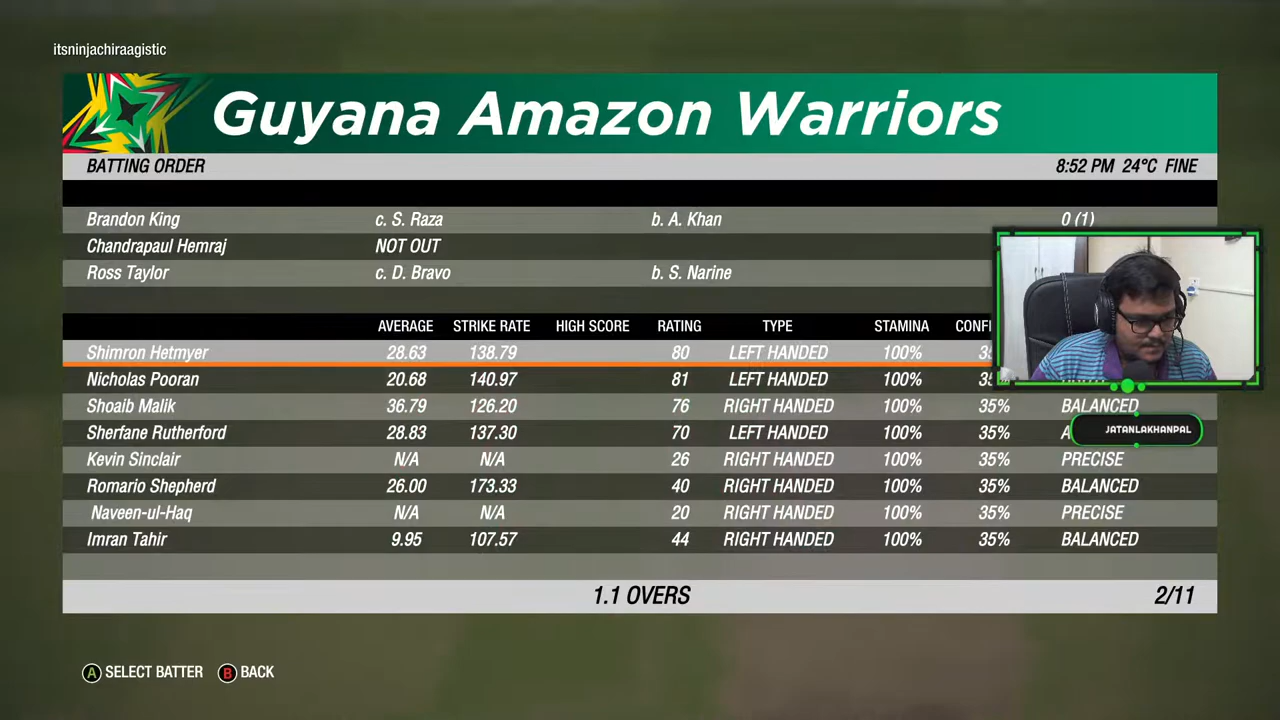 itsninjachiraagistic
Guyana Amazon Warriors
BATTING ORDER 8:52 PM 24°C FINE
Brandon King c. S. Raza b. A. Khan 0 (1)
Chandrapaul Hemraj NOT OUT
Ross Taylor c. D. Bravo b. S. Narine
AVERAGE STRIKE RATE HIGH SCORE RATING TYPE STAMINA
Shimron Hetmyer 28.63 138.79 80 LEFT HANDED 100%
Nicholas Pooran 20.68 140.97 81 LEFT HANDED 100%
Shoaib Malik 36.79 126.20 76 RIGHT HANDED 100% 35% BALANCED
Sherfane Rutherford 28.83 137.30 70 LEFT HANDED 100% 35%
JATANLAKHANPAL
Kevin Sinclair N/A N/A 26 RIGHT HANDED 100% 35% PRECISE
Romario Shepherd 26.00 173.33 40 RIGHT HANDED 100% 35% BALANCED
Naveen-ul-Haq N/A N/A 20 RIGHT HANDED 100% 35% PRECISE
Imran Tahir 9.95 107.57 44 RIGHT HANDED 100% 35% BALANCED
1.1 OVERS 2/11
A SELECT BATTER B BACK